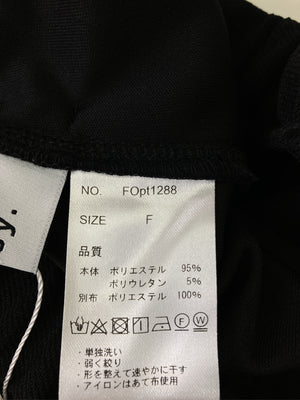 NO. FOpt1288
SIZE F
品質
本体 ポリエステル 95%
ポリウレタン 5%
別布 ポリエステル 100%
F W
・単独洗い
・弱く絞り
・形を整えて速やかに干す
・アイロンはあて布使用
y.